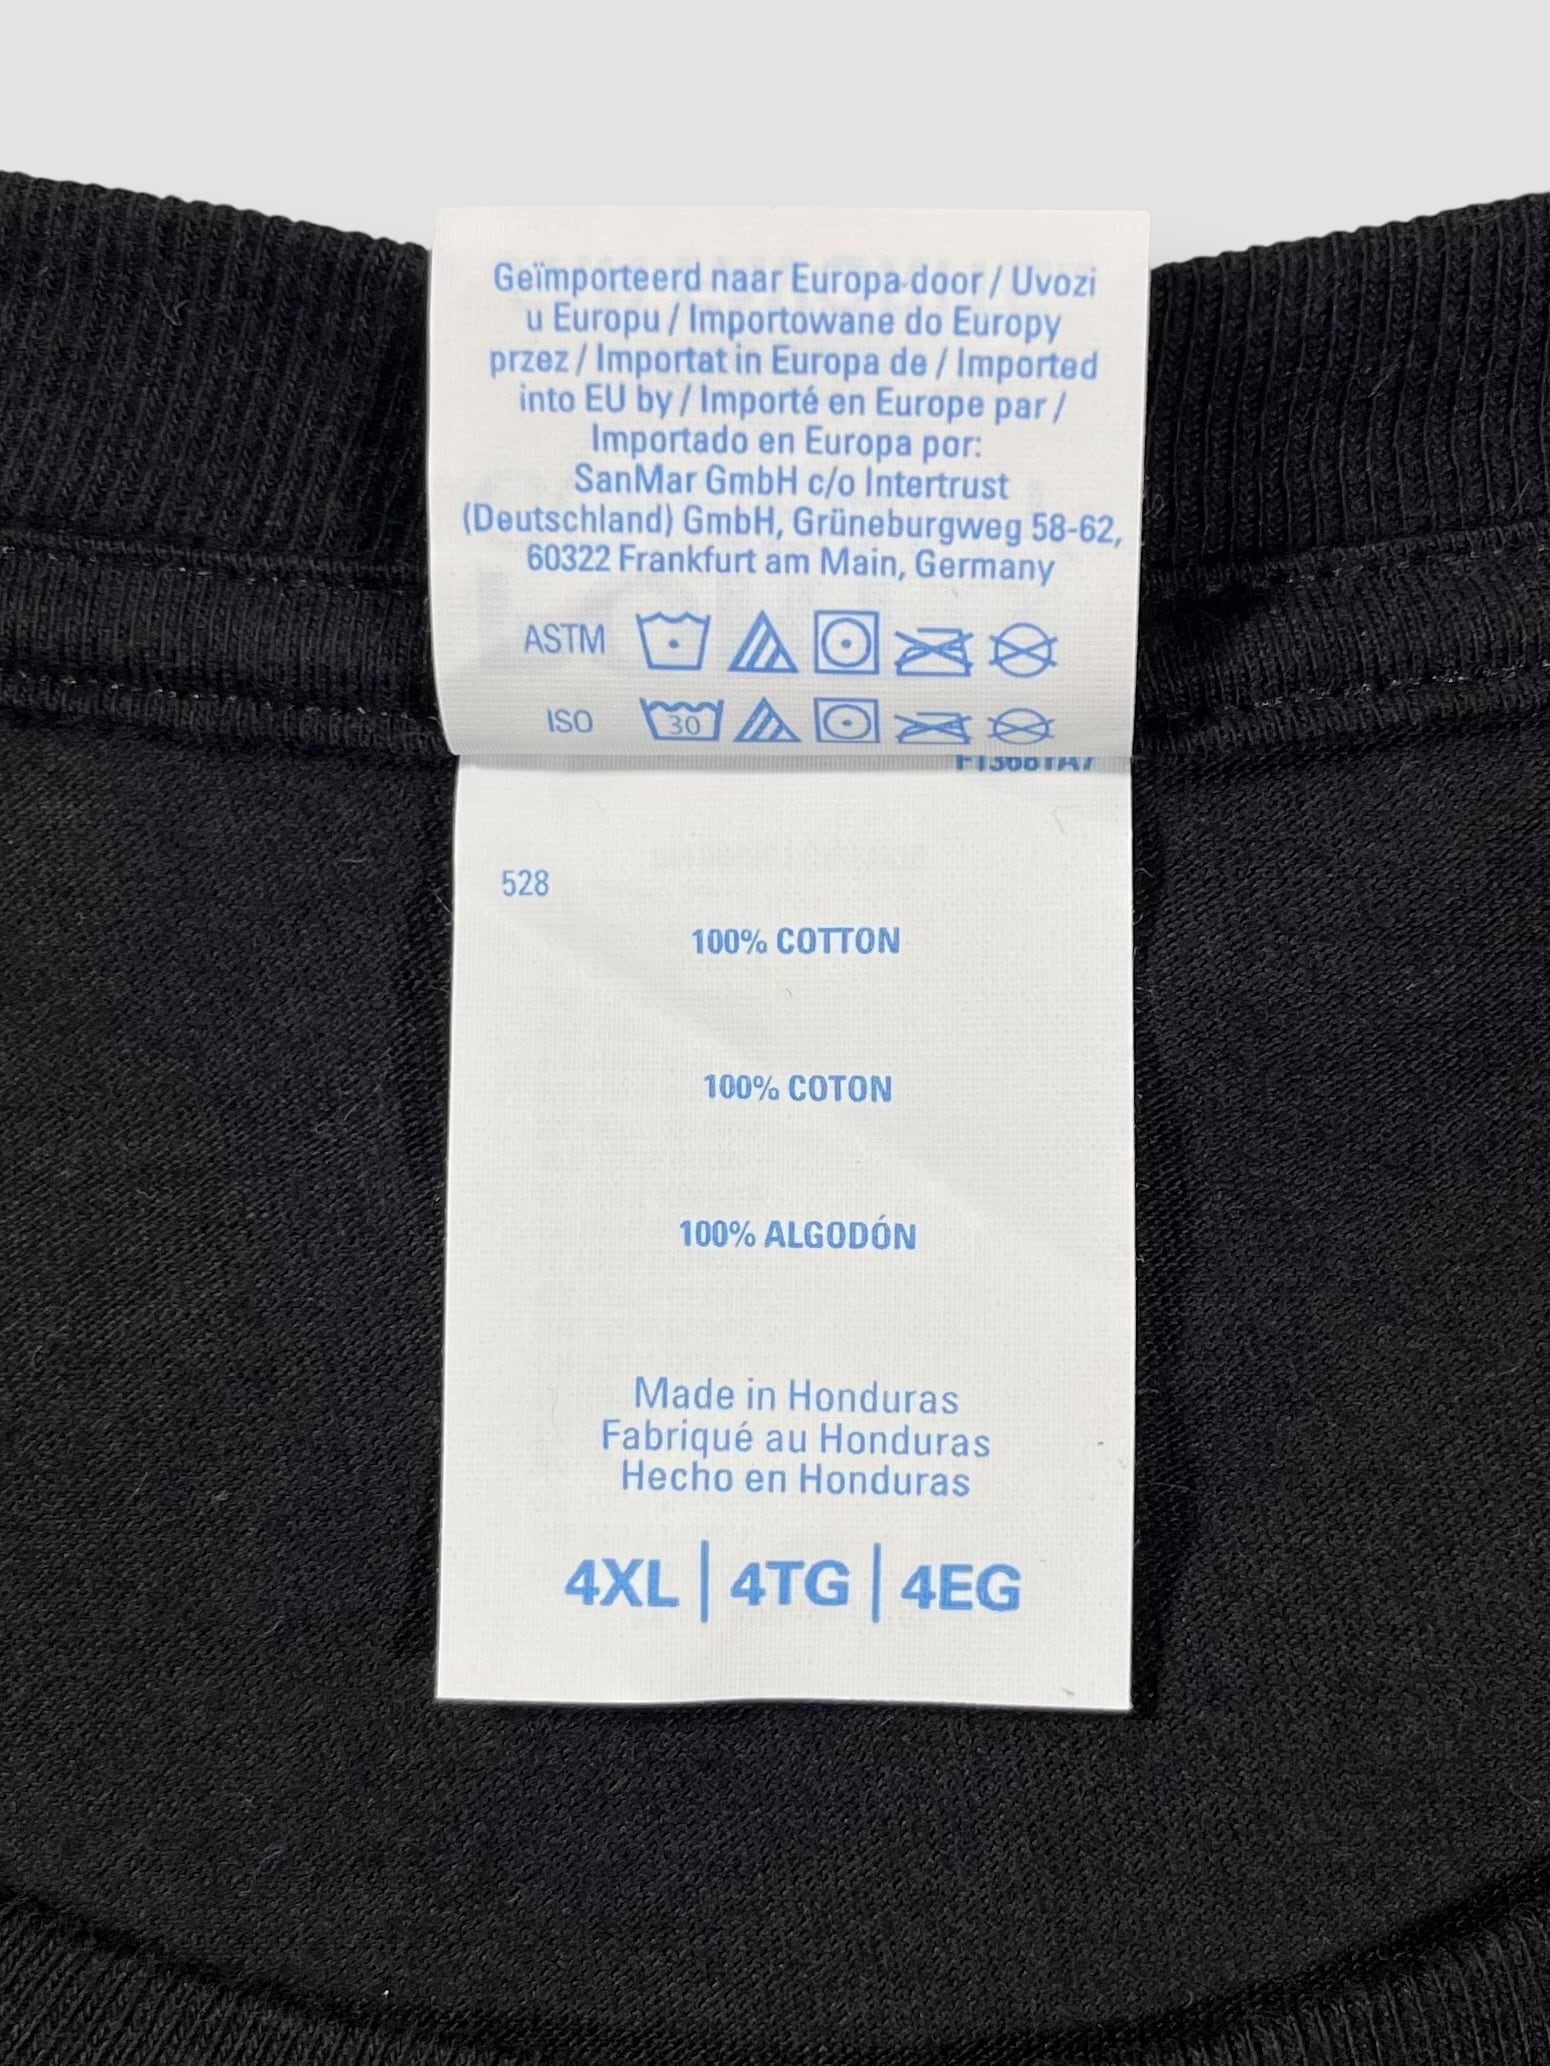 Geïmporteerd naar Europa door / Uvozi
u Europu / Importowane do Europy
przez / Importat in Europa de / Imported
into EU by / Importé en Europe par /
Importado en Europa por:
SanMar GmbH c/o Intertrust
(Deutschland) GmbH, Grüneburgweg 58-62,
60322 Frankfurt am Main, Germany
ASTM
ISO 30
528
100% COTTON
100% COTON
100% ALGODÓN
Made in Honduras
Fabriqué au Honduras
Hecho en Honduras
4XL | 4TG | 4EG